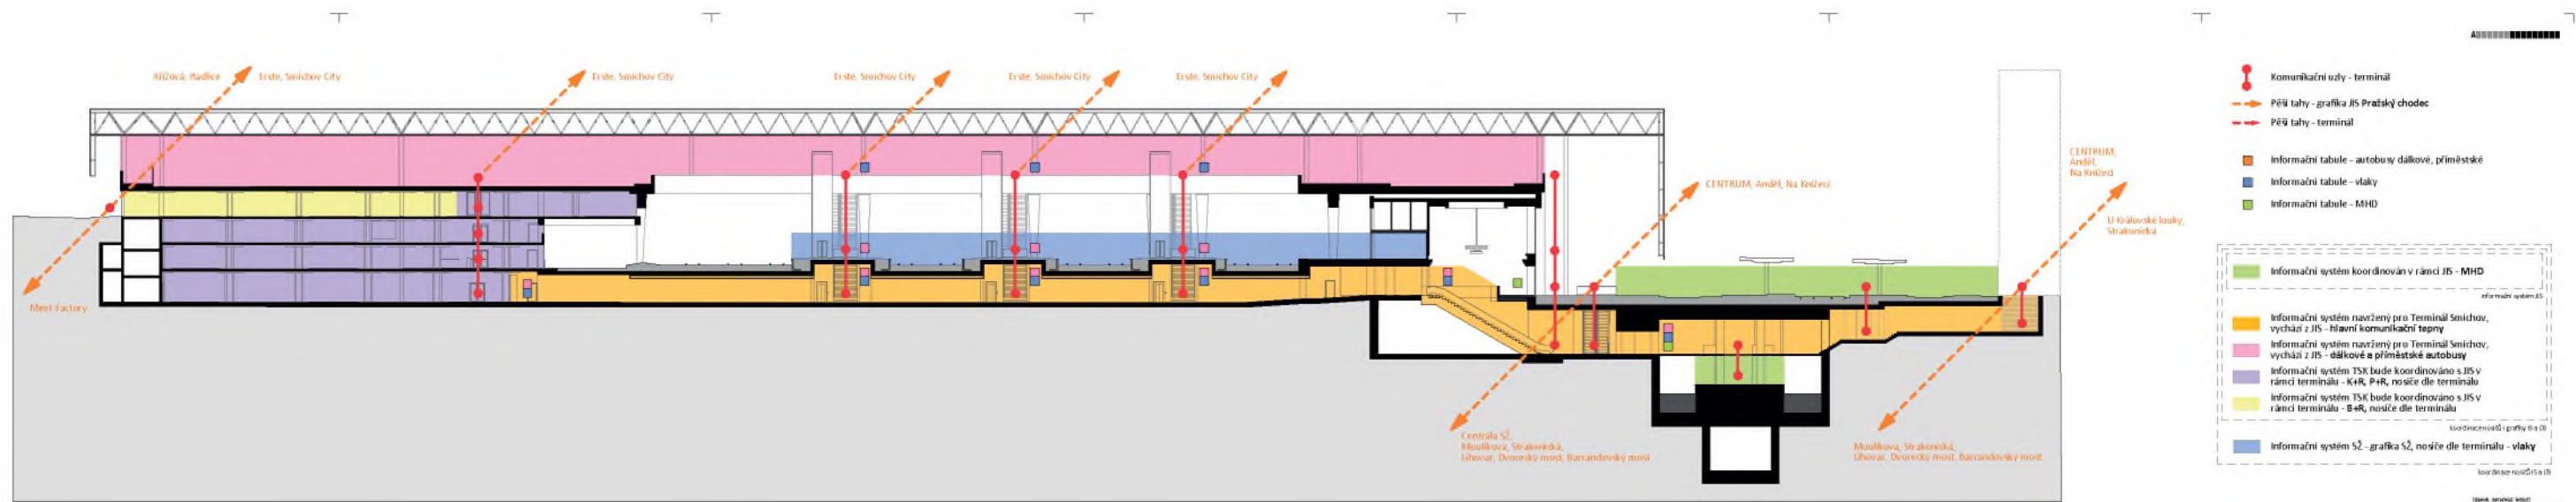 Křížová, Radlice
Erste, Smíchov City
Erste, Smíchov City
Erste, Smíchov City
Erste, Smíchov City
Erste, Smíchov City
Meet Factory
CENTRUM, Anděl, Na Knížecí
CENTRUM,
Anděl,
Na Knížecí
U Královské louky,
Strakonická
Centrála SŽ,
Moulíkova, Strakonická,
Lihovar, Dvorecký most, Barrandovský most
Moulíkova, Strakonická,
Lihovar, Dvorecký most, Barrandovský most
A
Komunikační uzly - terminál
Pěší tahy - grafika JIS Pražský chodec
Pěší tahy - terminál
Informační tabule - autobusy dálkové, příměstské
Informační tabule - vlaky
Informační tabule - MHD
Informační systém koordinován v rámci JIS - MHD
informační systém JIS
Informační systém navržený pro Terminál Smíchov,
vychází z JIS - hlavní komunikační tepny
Informační systém navržený pro Terminál Smíchov,
vychází z JIS - dálkové a příměstské autobusy
Informační systém TSK bude koordinováno s JIS v
rámci terminálu - K+R, P+R, nosiče dle terminálu
Informační systém TSK bude koordinováno s JIS v
rámci terminálu - B+R, nosiče dle terminálu
Informační systém SŽ - grafika SŽ, nosiče dle terminálu - vlaky